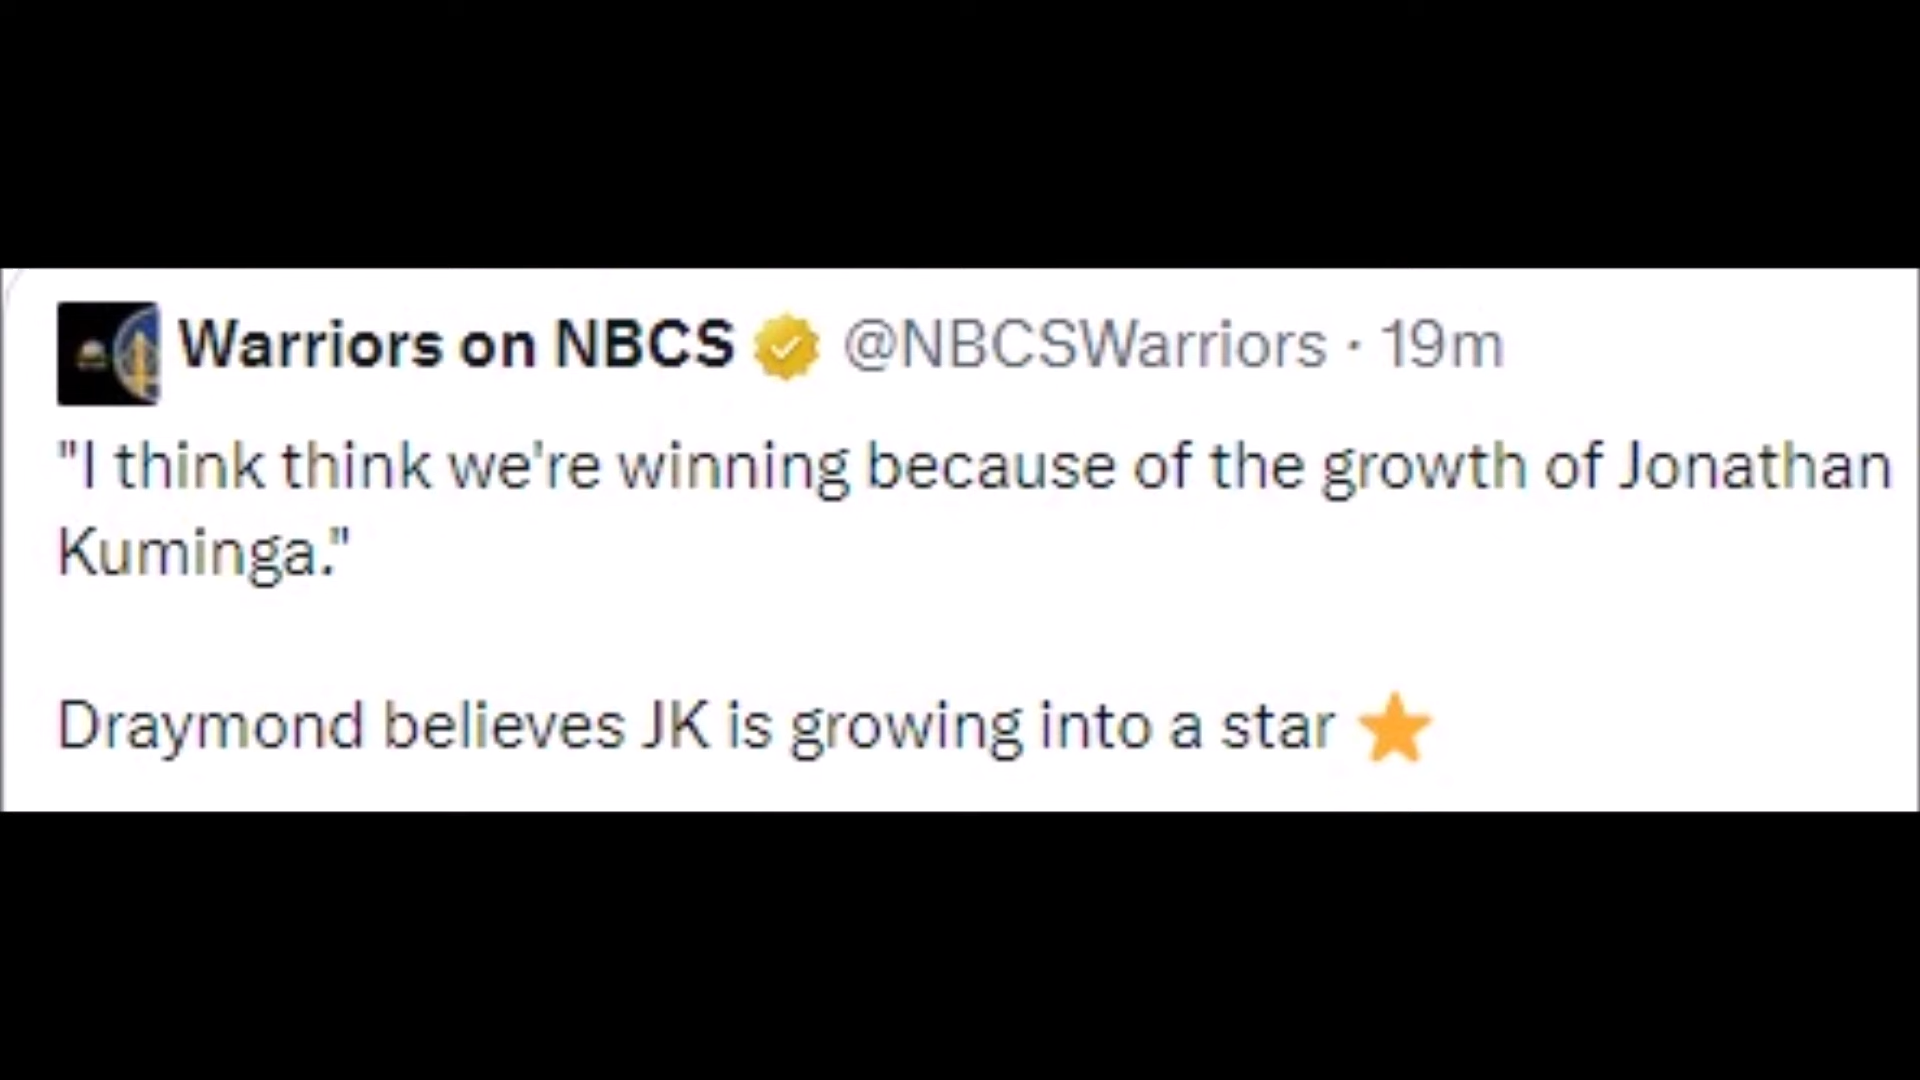 Warriors on NBCS @NBCSWarriors · 19m
"I think think we're winning because of the growth of Jonathan
Kuminga."
Draymond believes JK is growing into a star ⭐